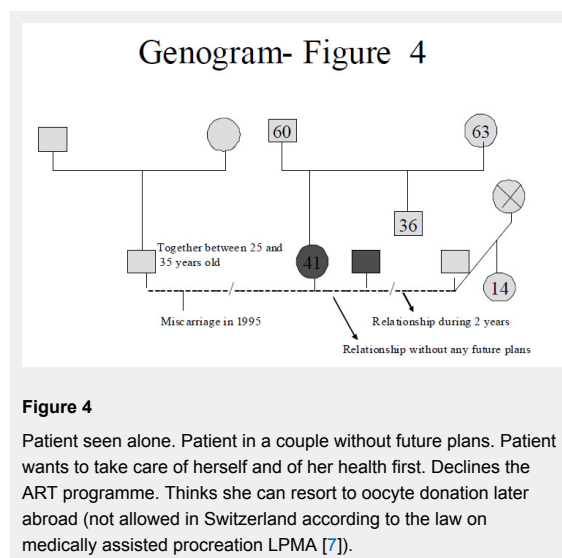 Genogram- Figure 4
60
63
36
Together between 25 and
35 years old
41
14
Miscarriage in 1995
Relationship during 2 years
Relationship without any future plans
Figure 4
Patient seen alone. Patient in a couple without future plans. Patient
wants to take care of herself and of her health first. Declines the
ART programme. Thinks she can resort to oocyte donation later
abroad (not allowed in Switzerland according to the law on
medically assisted procreation LPMA [7]).